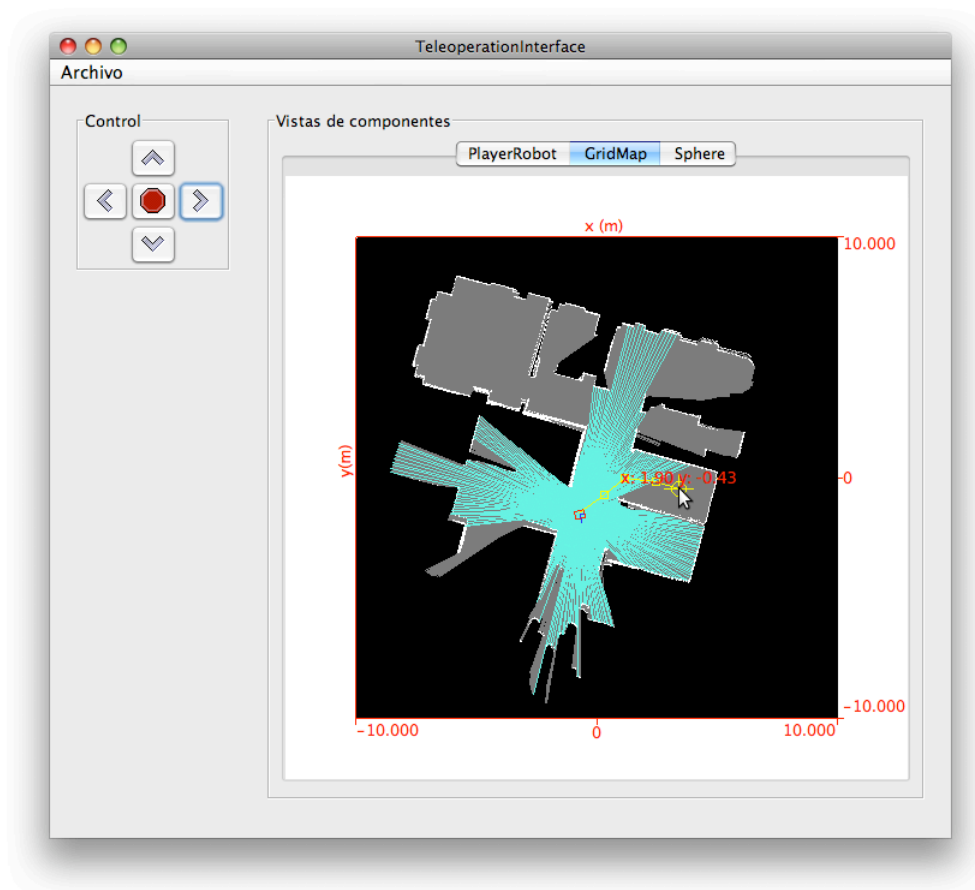 TeleoperationInterface
Archivo
Control
Vistas de componentes
PlayerRobot GridMap Sphere
x (m)
10.000
y(m)
x: 1.90 y: -0.43
0
-10.000
-10.000 0 10.000